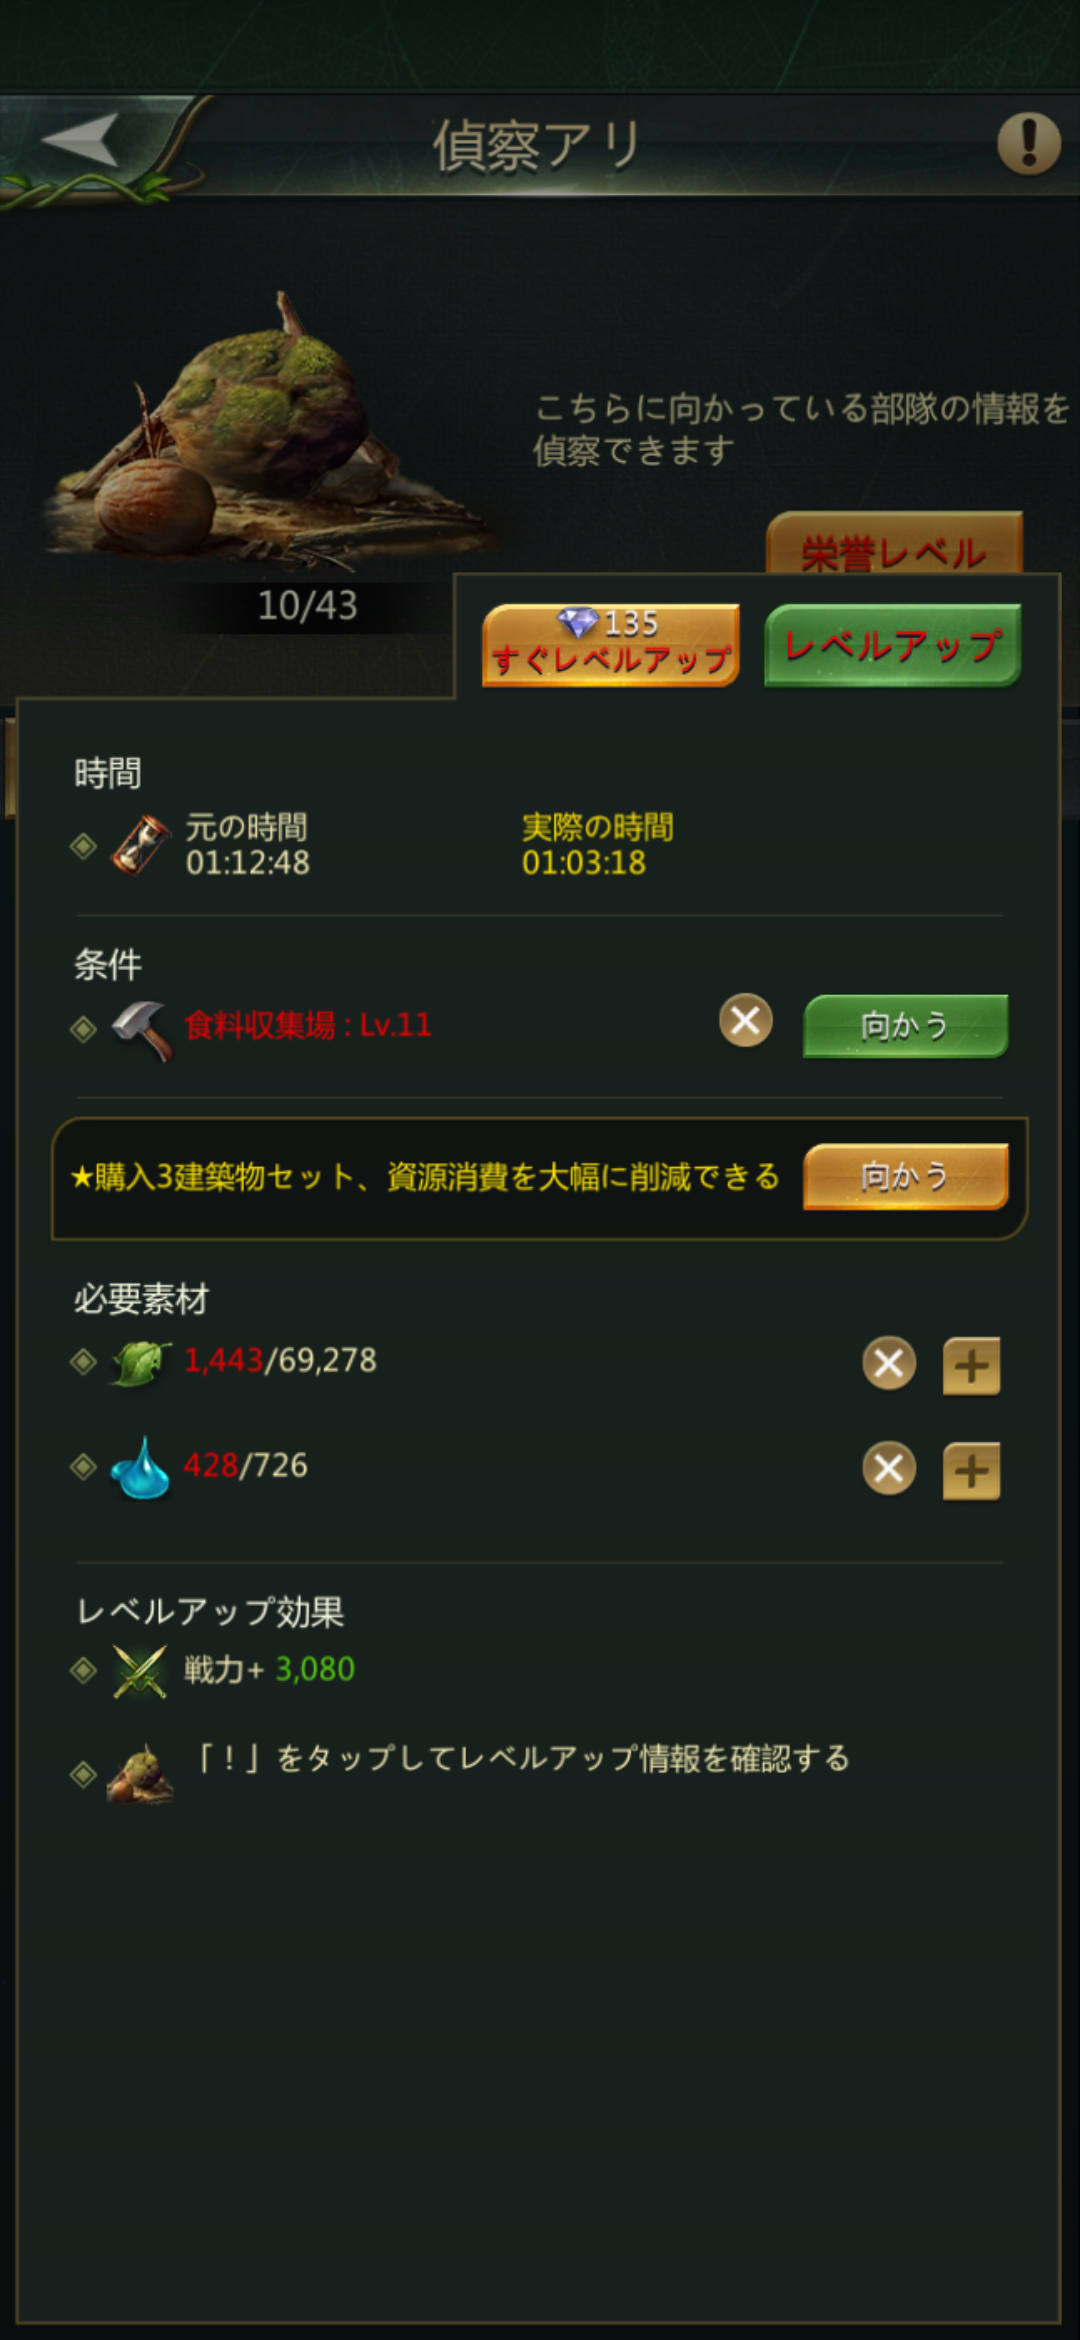 偵察アリ
こちらに向かっている部隊の情報を
偵察できます
栄誉レベル
10/43
135
すぐレベルアップ
レベルアップ
時間
元の時間
01:12:48
実際の時間
01:03:18
条件
食料収集場 : Lv.11
向かう
★購入3建築物セット、資源消費を大幅に削減できる
向かう
必要素材
1,443/69,278
428/726
レベルアップ効果
戦力+ 3,080
「！」をタップしてレベルアップ情報を確認する